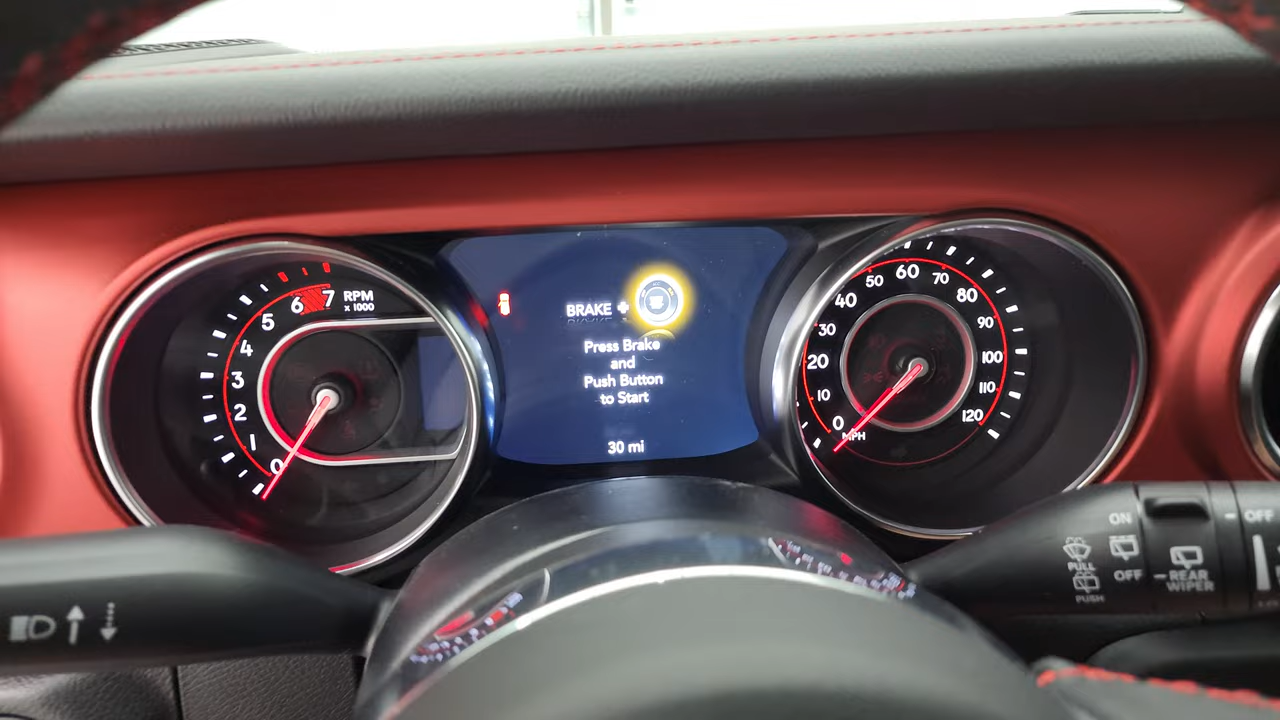 7
6
5
4
3
2
1
0
RPM
x 1000
BRAKE +
Press Brake
and
Push Button
to Start
30 mi
0
10
20
30
40
50
60
70
80
90
100
110
120
MPH
ON
OFF
PULL
PUSH
OFF
REAR
WIPER